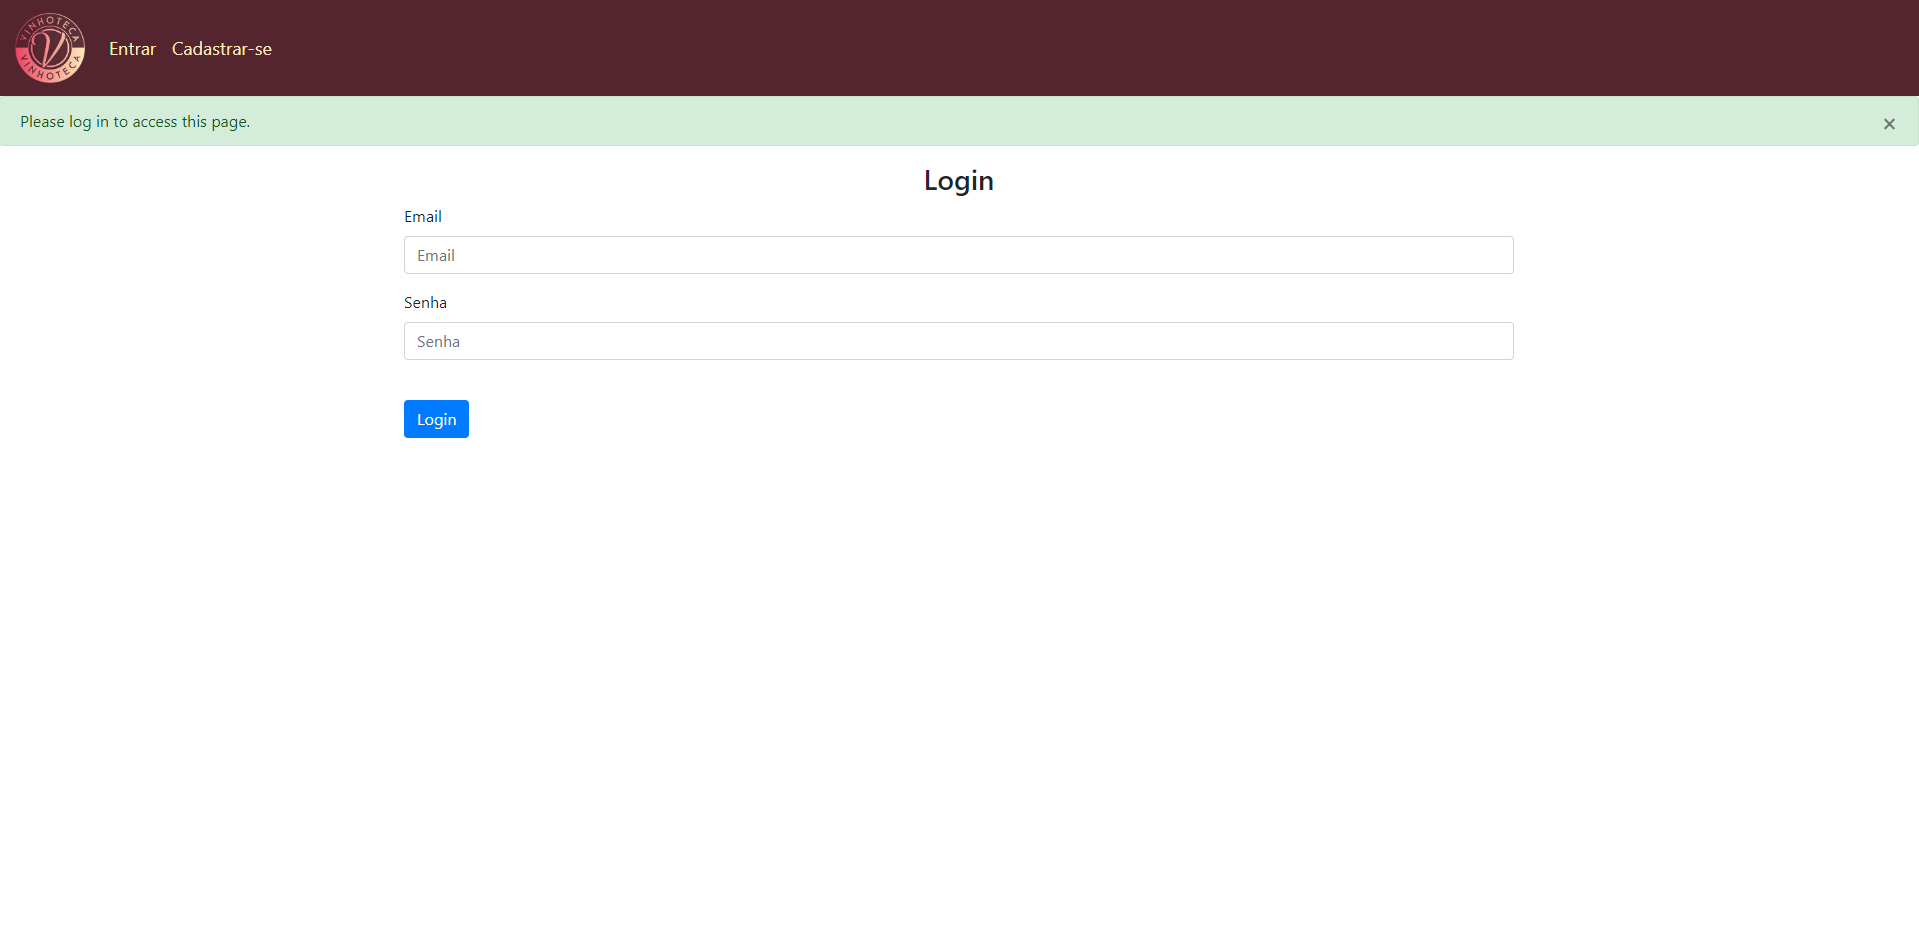 VINHOTECA
V
VINHOTECA
Entrar Cadastrar-se
Please log in to access this page.
×
Login
Email
Email
Senha
Senha
Login